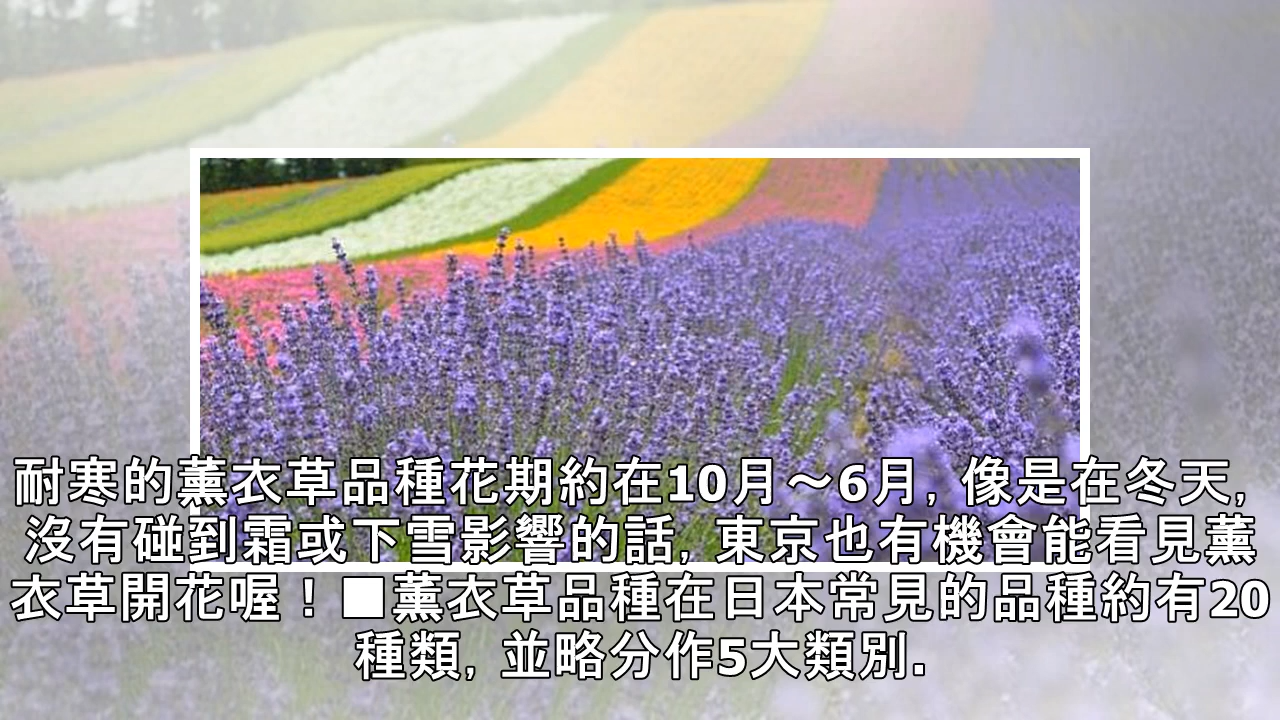 耐寒的薰衣草品種花期約在10月～6月, 像是在冬天,
沒有碰到霜或下雪影響的話, 東京也有機會能看見薰
衣草開花喔！■薰衣草品種在日本常見的品種約有20
種類, 並略分作5大類別.